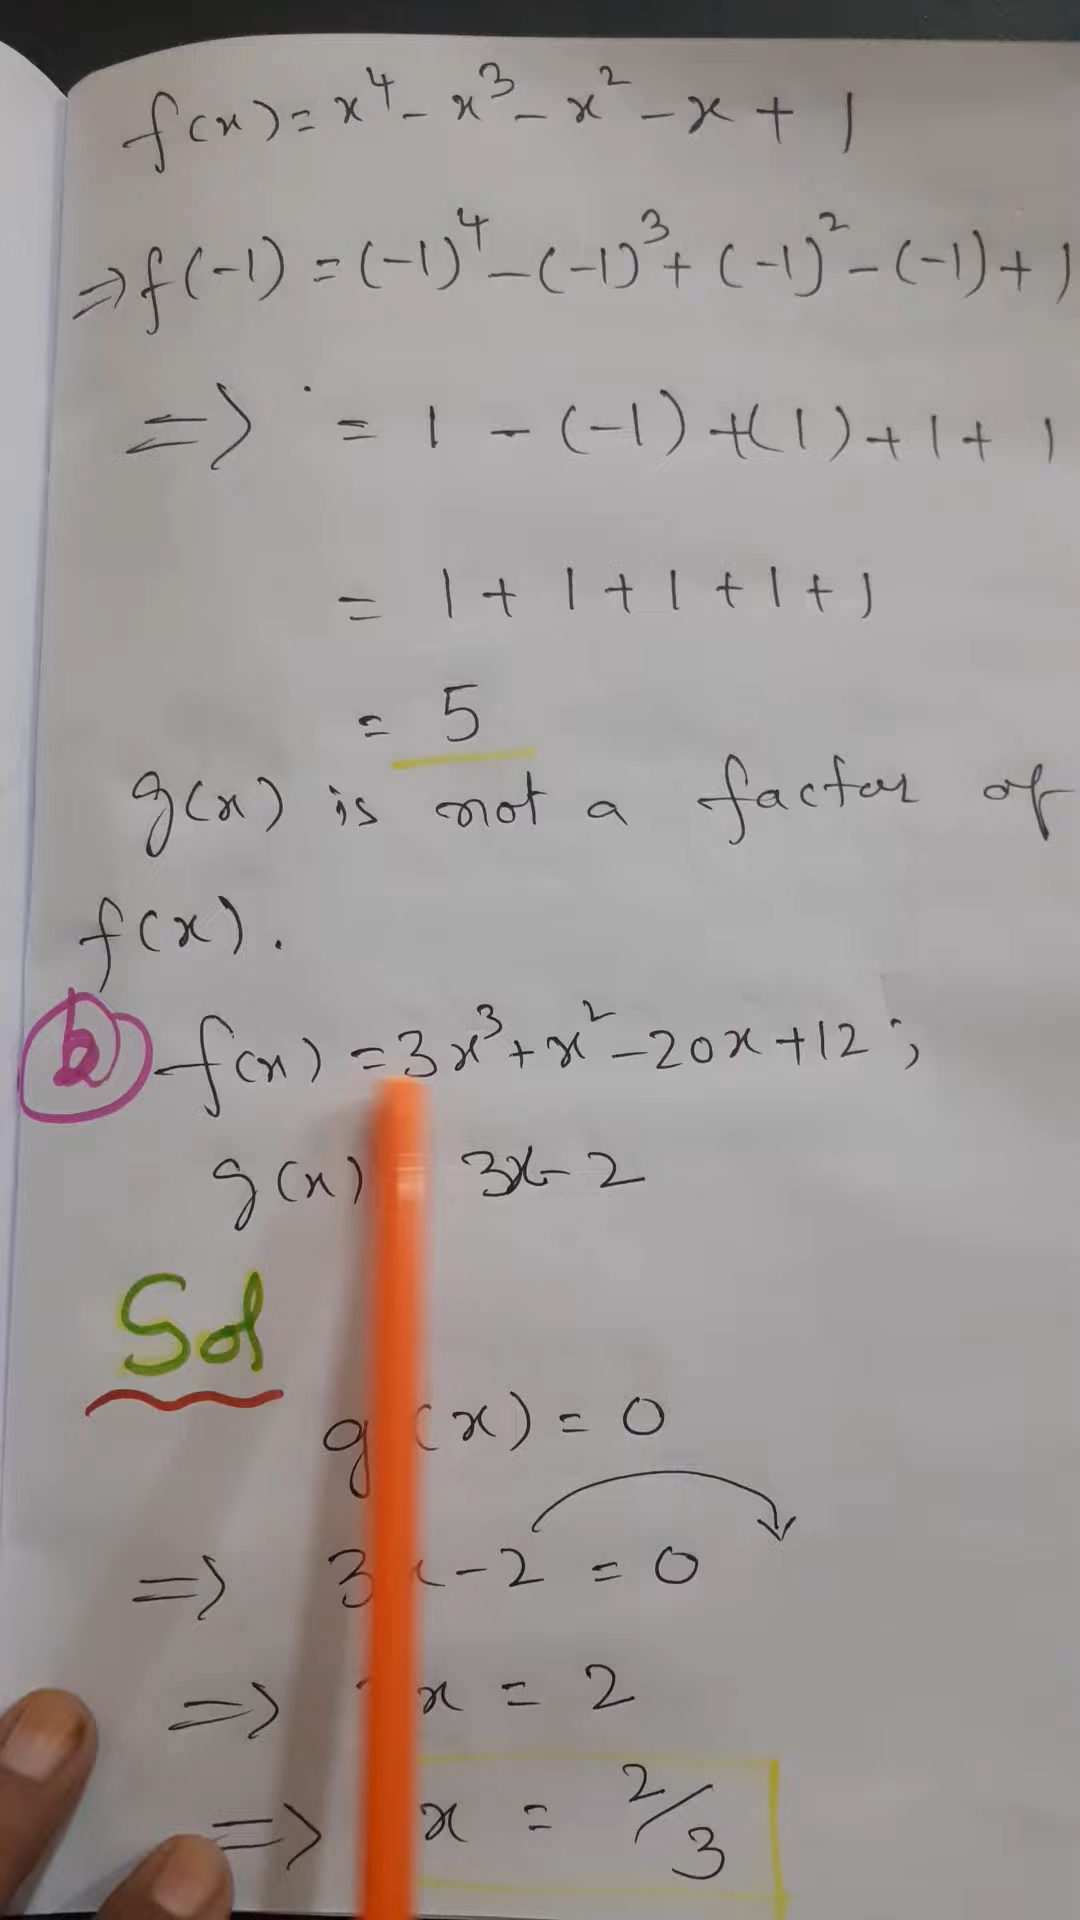 f(x) = x⁴ - x³ - x² - x + 1
⇒ f(-1) = (-1)⁴ - (-1)³ + (-1)² - (-1) + 1
⇒ = 1 - (-1) + (1) + 1 + 1
= 1 + 1 + 1 + 1 + 1
= 5
g(x) is not a factor of
f(x).
b) f(x) = 3x³ + x² - 20x + 12 ;
g(x) 3x - 2
Sol
g(x) = 0
⇒ 3x - 2 = 0
⇒ x = 2
⇒ x = 2/3